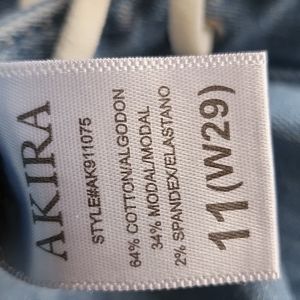 AKIRA
STYLE#AK911075
64% COTTON/ALGODON
34% MODAL/MODAL
2% SPANDEX/ELASTANO
11 (W29)